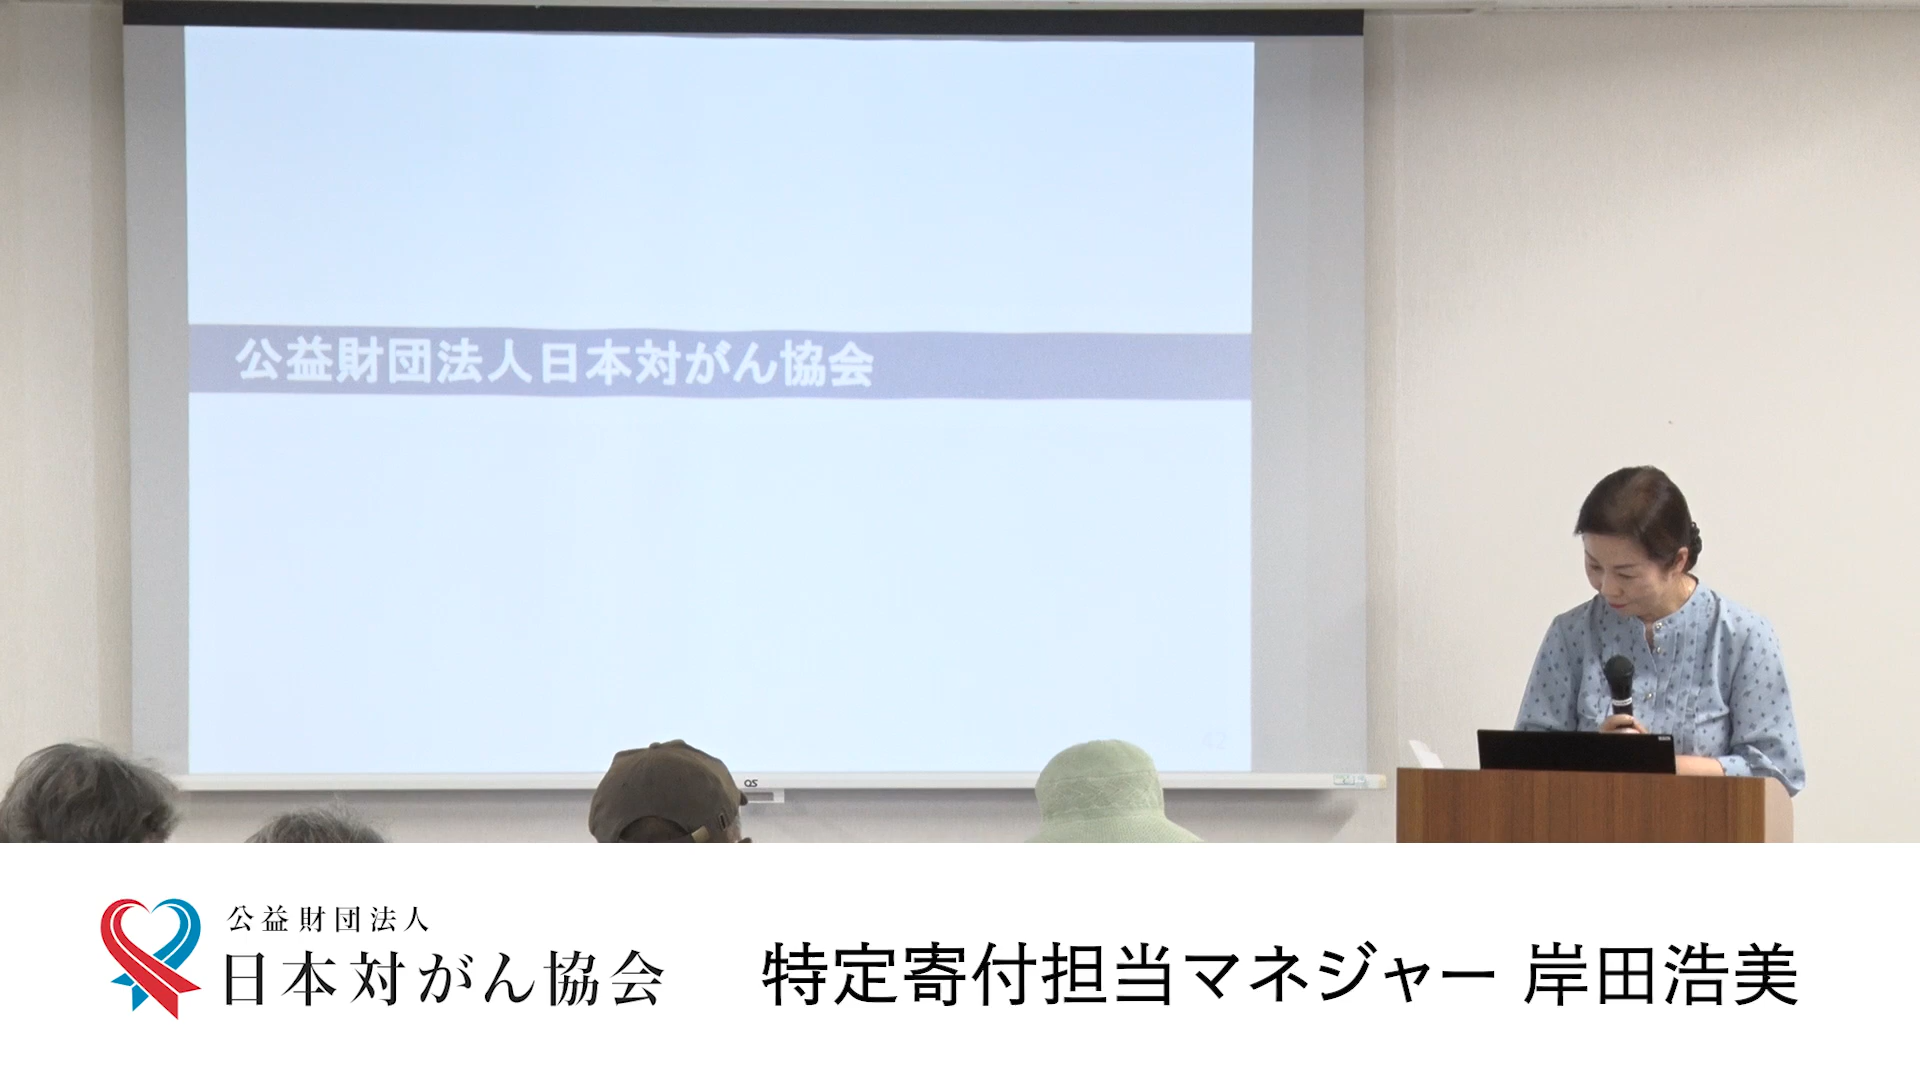 公益財団法人日本対がん協会
47
公益財団法人
日本対がん協会
特定寄付担当マネジャー 岸田浩美